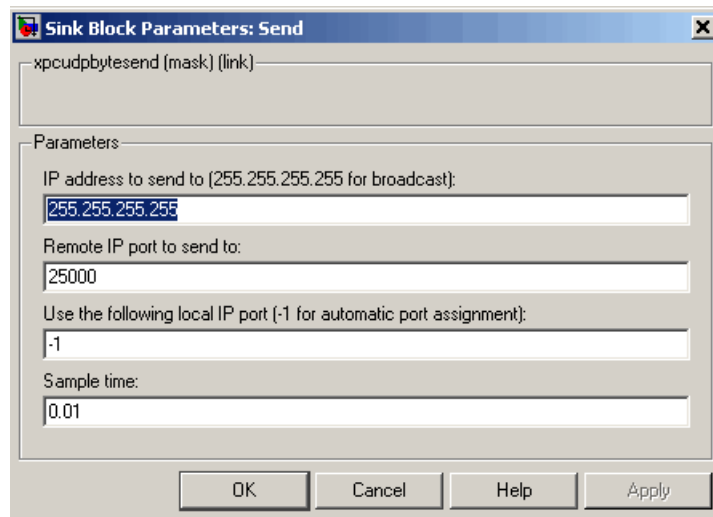 Sink Block Parameters: Send
xpcudpbytesend (mask) (link)
Parameters
IP address to send to (255.255.255.255 for broadcast):
255.255.255.255
Remote IP port to send to:
25000
Use the following local IP port (-1 for automatic port assignment):
-1
Sample time:
0.01
OK Cancel Help Apply